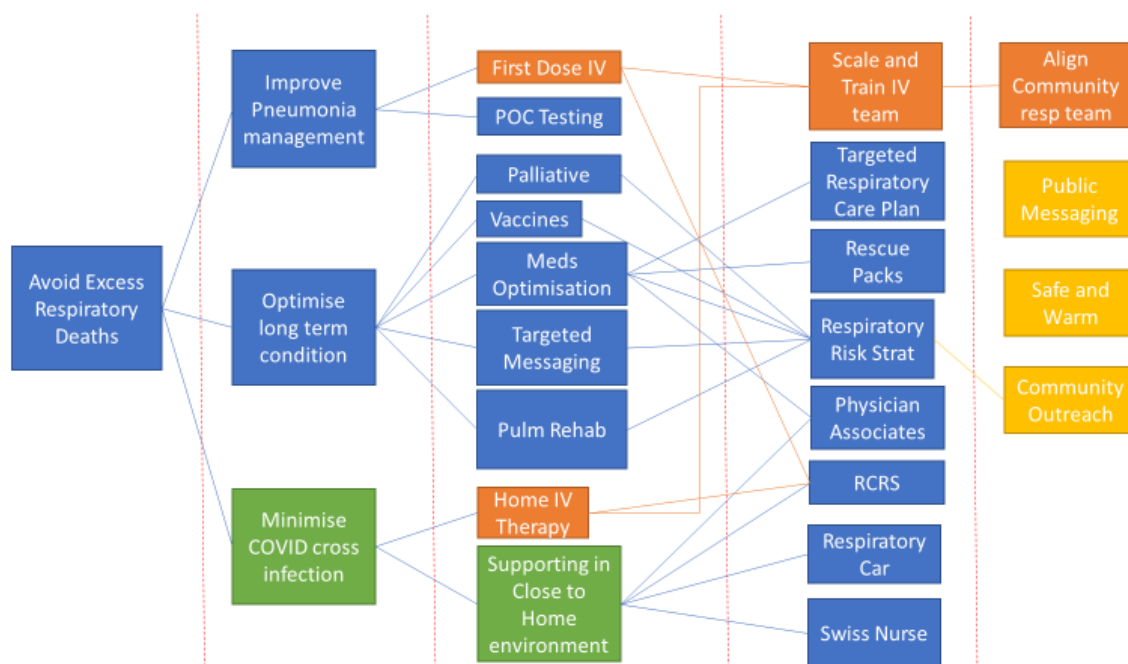 Avoid Excess
Respiratory
Deaths
Improve
Pneumonia
management
Optimise
long term
condition
Minimise
COVID cross
infection
First Dose IV
POC Testing
Palliative
Vaccines
Meds
Optimisation
Targeted
Messaging
Pulm Rehab
Home IV
Therapy
Supporting in
Close to
Home
environment
Scale and
Train IV
team
Targeted
Respiratory
Care Plan
Rescue
Packs
Respiratory
Risk Strat
Physician
Associates
RCRS
Respiratory
Car
Swiss Nurse
Align
Community
resp team
Public
Messaging
Safe and
Warm
Community
Outreach